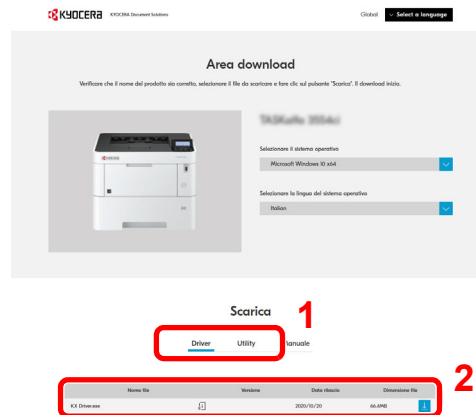 KYOCERA KYOCERA Document Solutions
Global Select a language
Area download
Verificare che il nome del prodotto sia corretto, selezionare il file da scaricare e fare clic sul pulsante "Scarica". Il download inizia.
TASKalfa 3554ci
Selezionare il sistema operativo
Microsoft Windows 10 x64
Selezionare la lingua del sistema operativo
Italian
Scarica
1
Driver Utility Manuale
2
Nome file Versione Data rilascio Dimensione file
KX Driver.exe 2020/10/20 66.6MB